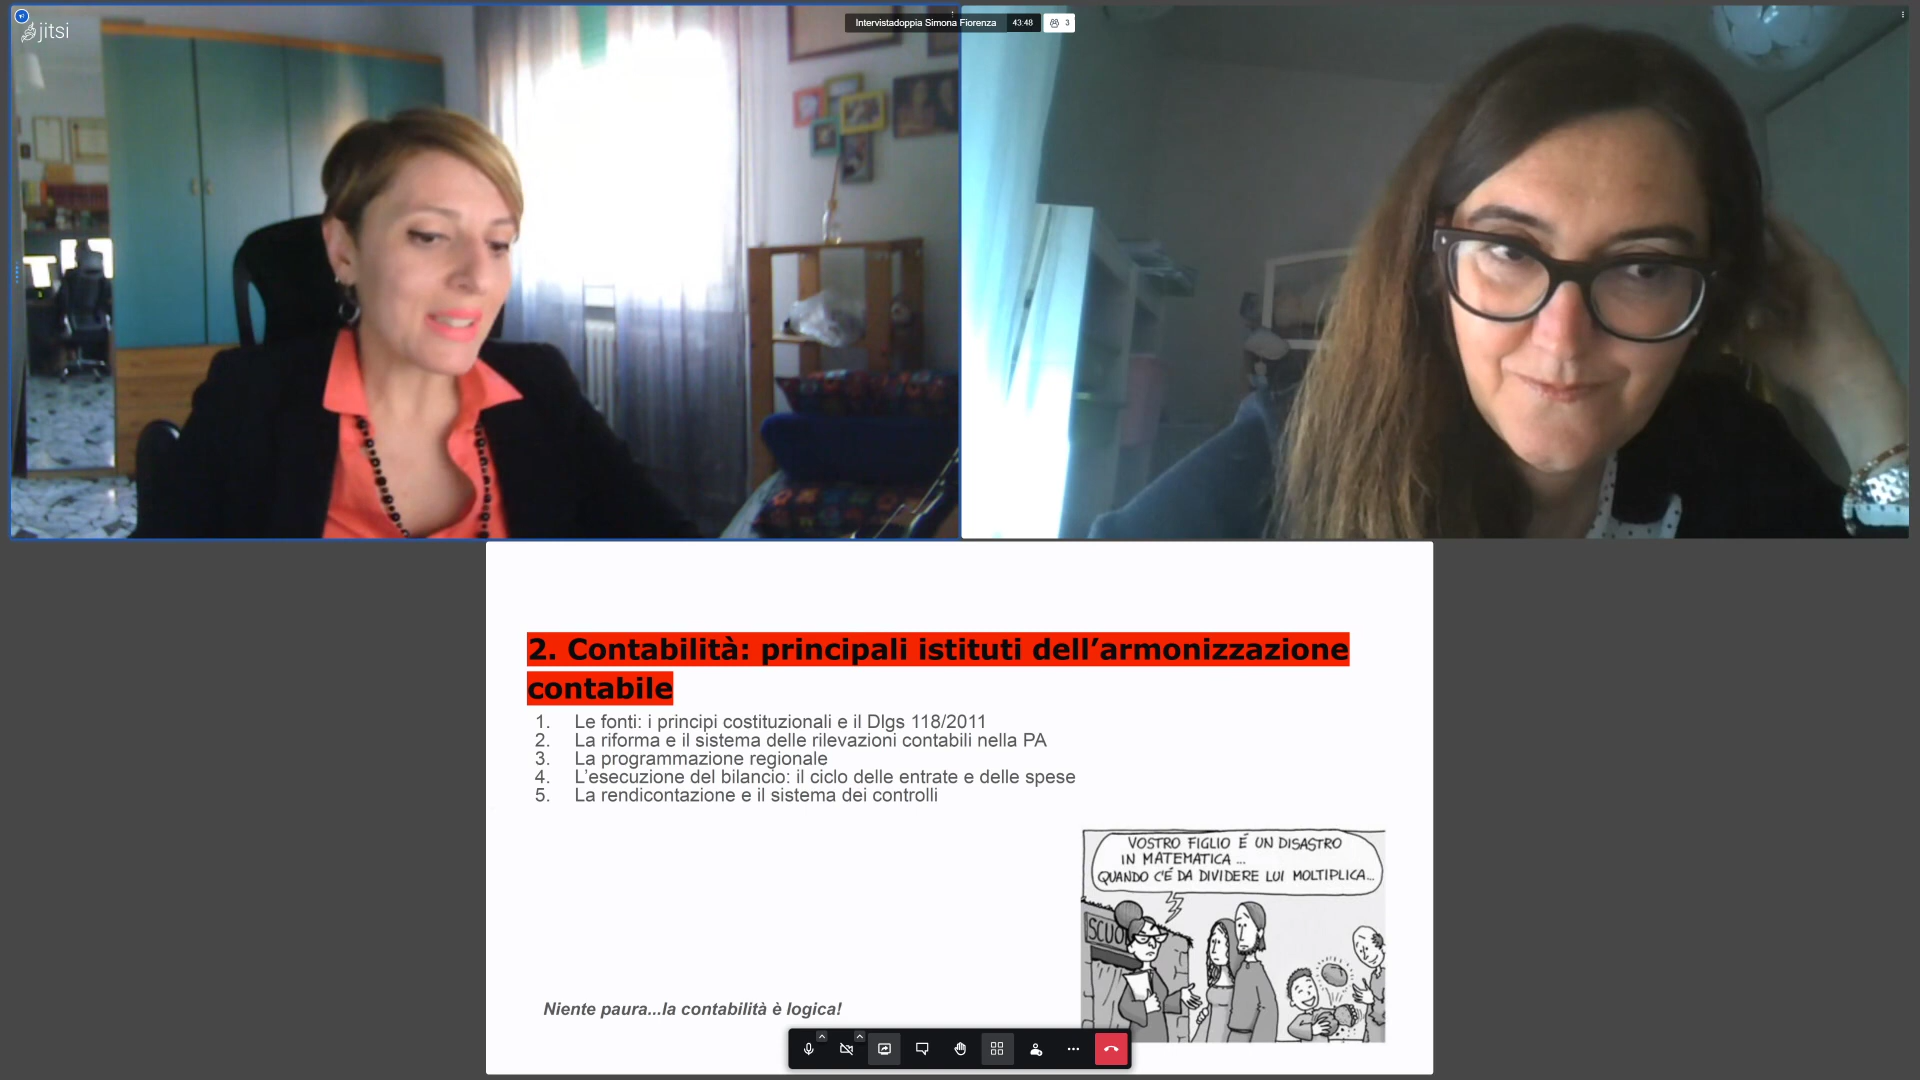 jitsi
Intervistadoppia Simona Fiorenza 43:48 3
2. Contabilità: principali istituti dell’armonizzazione
contabile
1. Le fonti: i principi costituzionali e il Dlgs 118/2011
2. La riforma e il sistema delle rilevazioni contabili nella PA
3. La programmazione regionale
4. L’esecuzione del bilancio: il ciclo delle entrate e delle spese
5. La rendicontazione e il sistema dei controlli
VOSTRO FIGLIO É UN DISASTRO
IN MATEMATICA ...
QUANDO C'É DA DIVIDERE LUI MOLTIPLICA...
SCUO
Niente paura...la contabilità è logica!